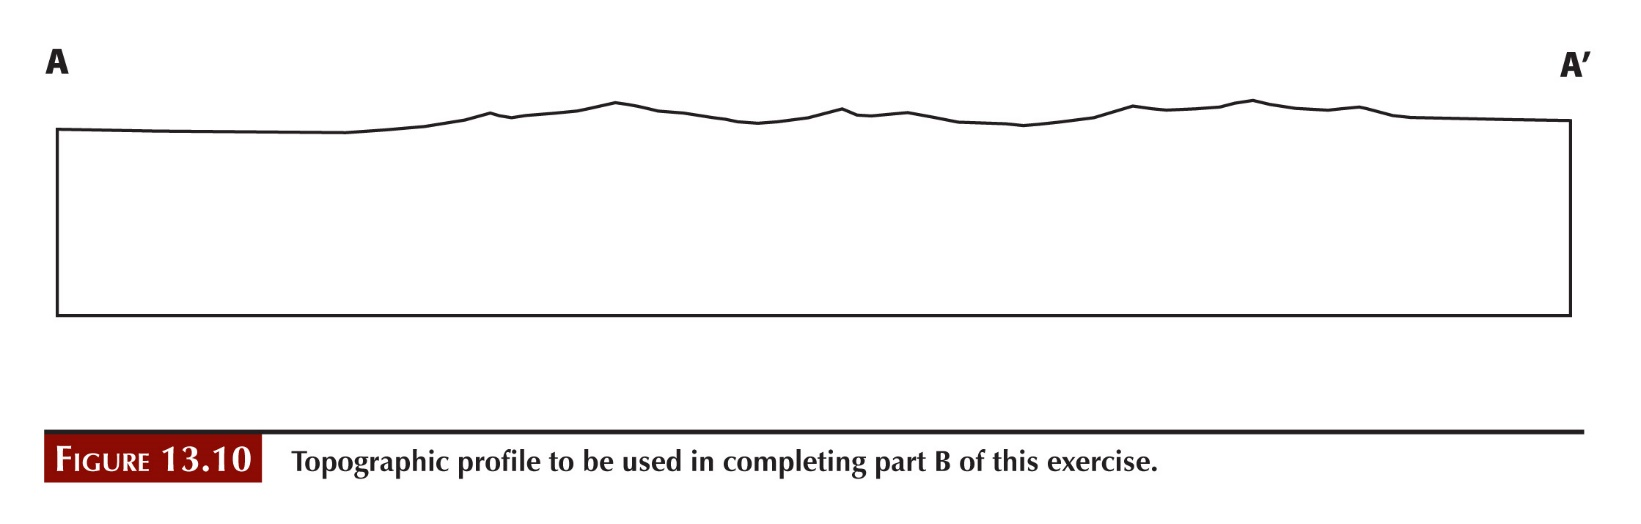 A
A′
FIGURE 13.10 Topographic profile to be used in completing part B of this exercise.